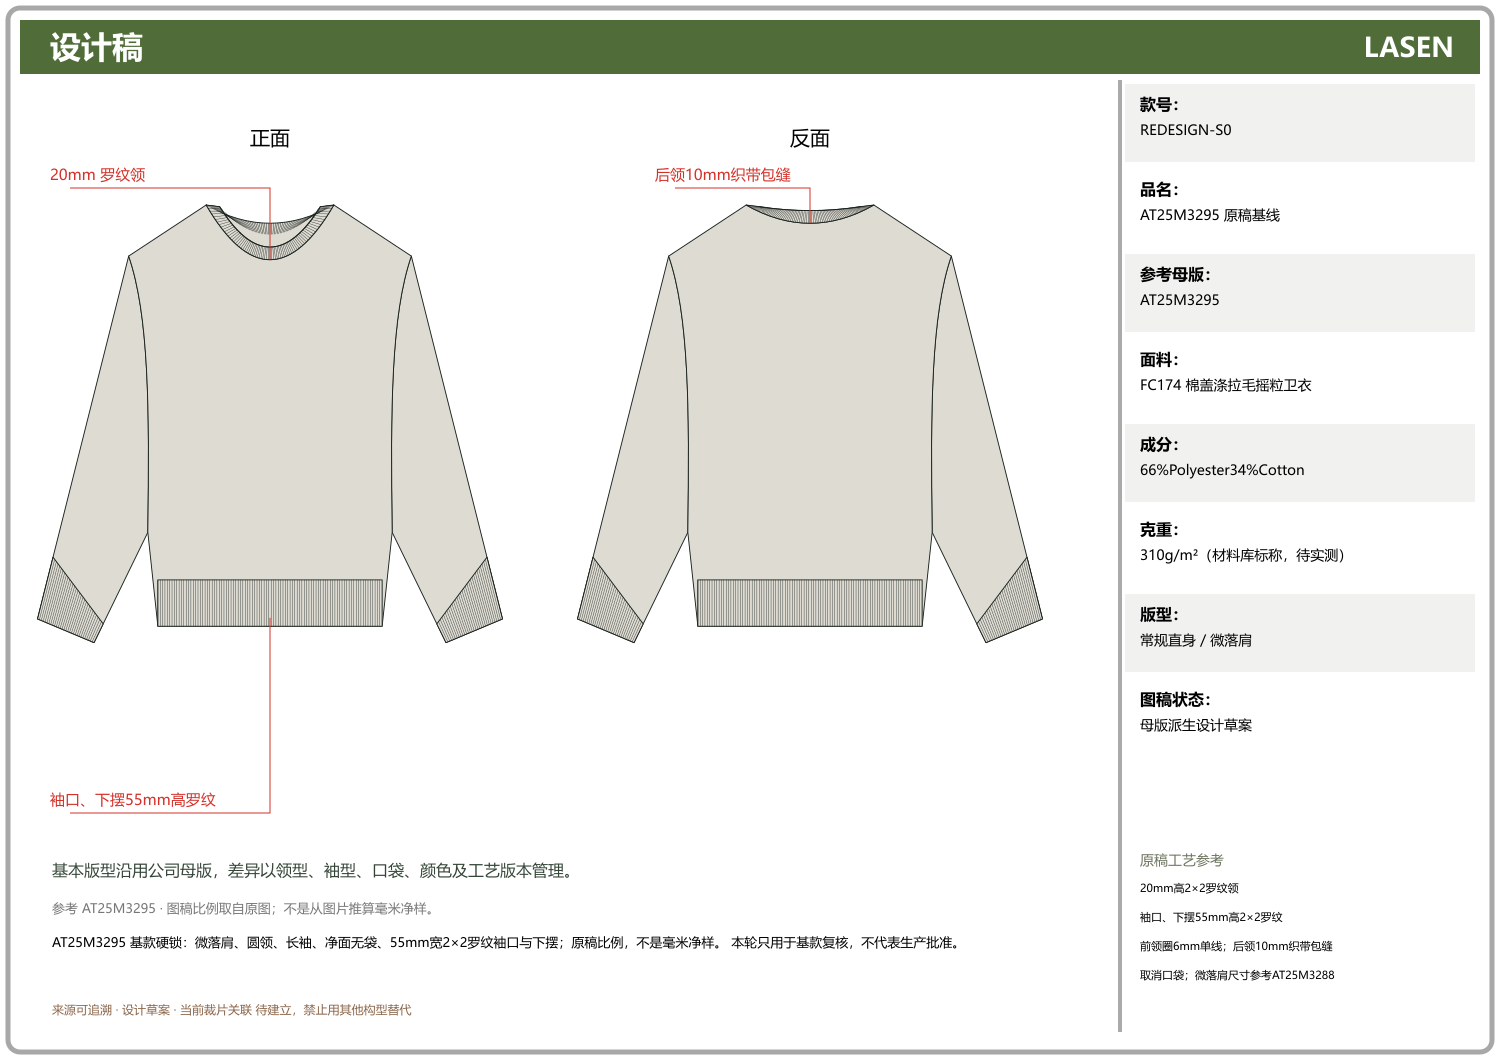 设计稿
LASEN
正面
反面
20mm 罗纹领
后领10mm织带包缝
袖口、下摆55mm高罗纹
基本版型沿用公司母版，差异以领型、袖型、口袋、颜色及工艺版本管理。
参考 AT25M3295 · 图稿比例取自原图；不是从图片推算毫米净样。
AT25M3295 基款硬锁：微落肩、圆领、长袖、净面无袋、55mm宽2×2罗纹袖口与下摆；原稿比例，不是毫米净样。 本轮只用于基款复核，不代表生产批准。
来源可追溯 · 设计草案 · 当前裁片关联 待建立，禁止用其他构型替代
款号：
REDESIGN-S0
品名：
AT25M3295 原稿基线
参考母版：
AT25M3295
面料：
FC174 棉盖涤拉毛摇粒卫衣
成分：
66%Polyester34%Cotton
克重：
310g/m²（材料库标称，待实测）
版型：
常规直身 / 微落肩
图稿状态：
母版派生设计草案
原稿工艺参考
20mm高2×2罗纹领
袖口、下摆55mm高2×2罗纹
前领圈6mm单线；后领10mm织带包缝
取消口袋；微落肩尺寸参考AT25M3288